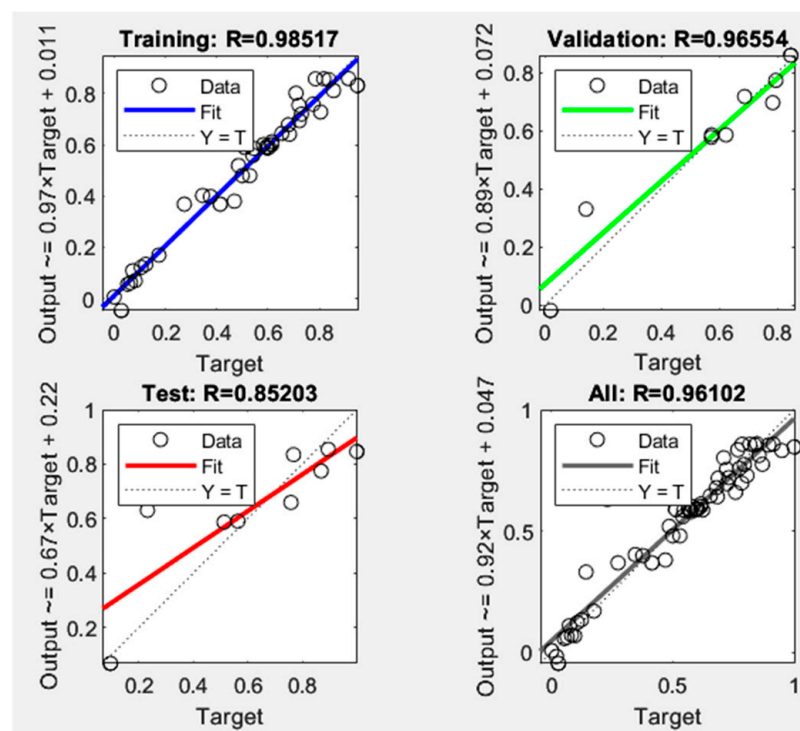 Training: R=0.98517
Output ~= 0.97×Target + 0.011
Data
Fit
Y = T
0.8
0.6
0.4
0.2
0
0
0.2
0.4
0.6
0.8
Target
Validation: R=0.96554
Output ~= 0.89×Target + 0.072
Data
Fit
Y = T
0.8
0.6
0.4
0.2
0
0
0.2
0.4
0.6
0.8
Target
Test: R=0.85203
Output ~= 0.67×Target + 0.22
Data
Fit
Y = T
1
0.8
0.6
0.4
0.2
0.2
0.4
0.6
0.8
Target
All: R=0.96102
Output ~= 0.92×Target + 0.047
Data
Fit
Y = T
1
0.5
0
0
0.5
1
Target